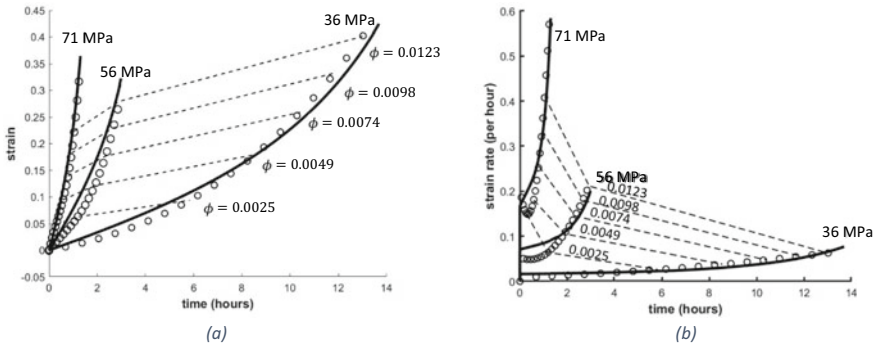 0.45
0.4
0.35
0.3
0.25
0.2
0.15
0.1
0.05
0
-0.05
strain
71 MPa
56 MPa
36 MPa
ϕ = 0.0123
ϕ = 0.0098
ϕ = 0.0074
ϕ = 0.0049
ϕ = 0.0025
0 2 4 6 8 10 12 14
time (hours)
(a)
0.6
0.5
0.4
0.3
0.2
0.1
0
strain rate (per hour)
71 MPa
56 MPa
0.0123
0.0098
0.0074
0.0049
0.0025
36 MPa
0 2 4 6 8 10 12 14
time (hours)
(b)